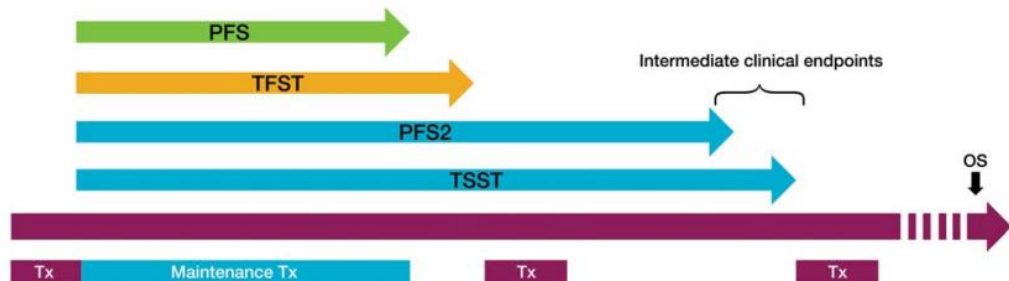 PFS
TFST
Intermediate clinical endpoints
PFS2
TSST
OS
Tx
Maintenance Tx
Tx
Tx